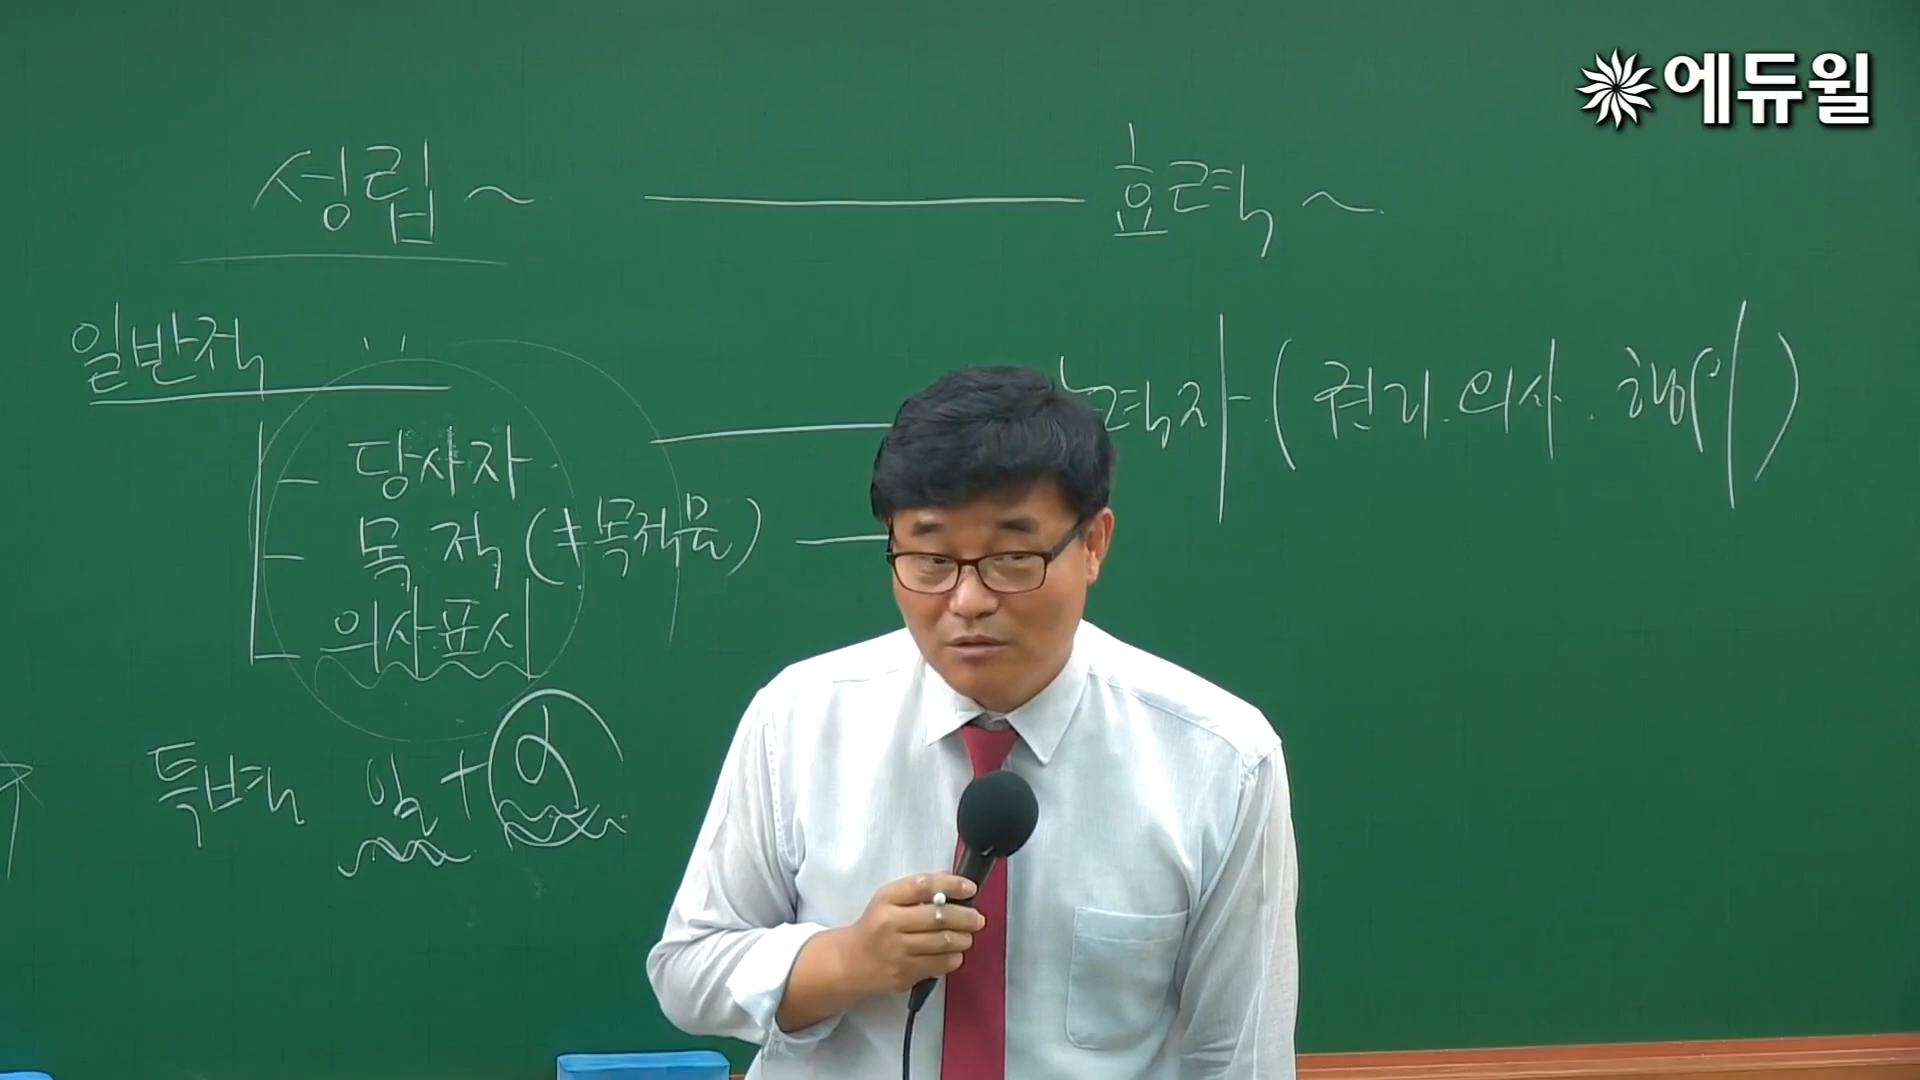 에듀윌
성립~ ── 효력~
일반적
당사자 ── 력자 (권리.의사.행위)
목적 (≠목적물) ──
의사표시
특별 일 + α